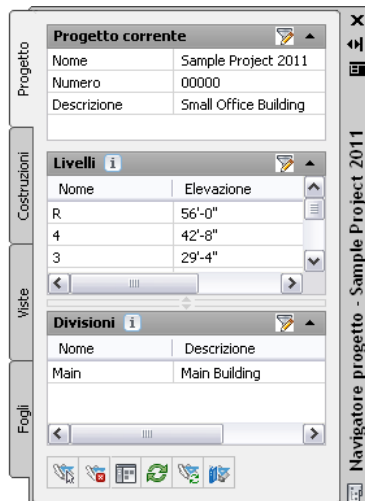 Progetto
Costruzioni
Viste
Fogli
Progetto corrente
Nome Sample Project 2011
Numero 00000
Descrizione Small Office Building
Livelli i
Nome Elevazione
R 56'-0"
4 42'-8"
3 29'-4"
Divisioni i
Nome Descrizione
Main Main Building
Navigatore progetto - Sample Project 2011